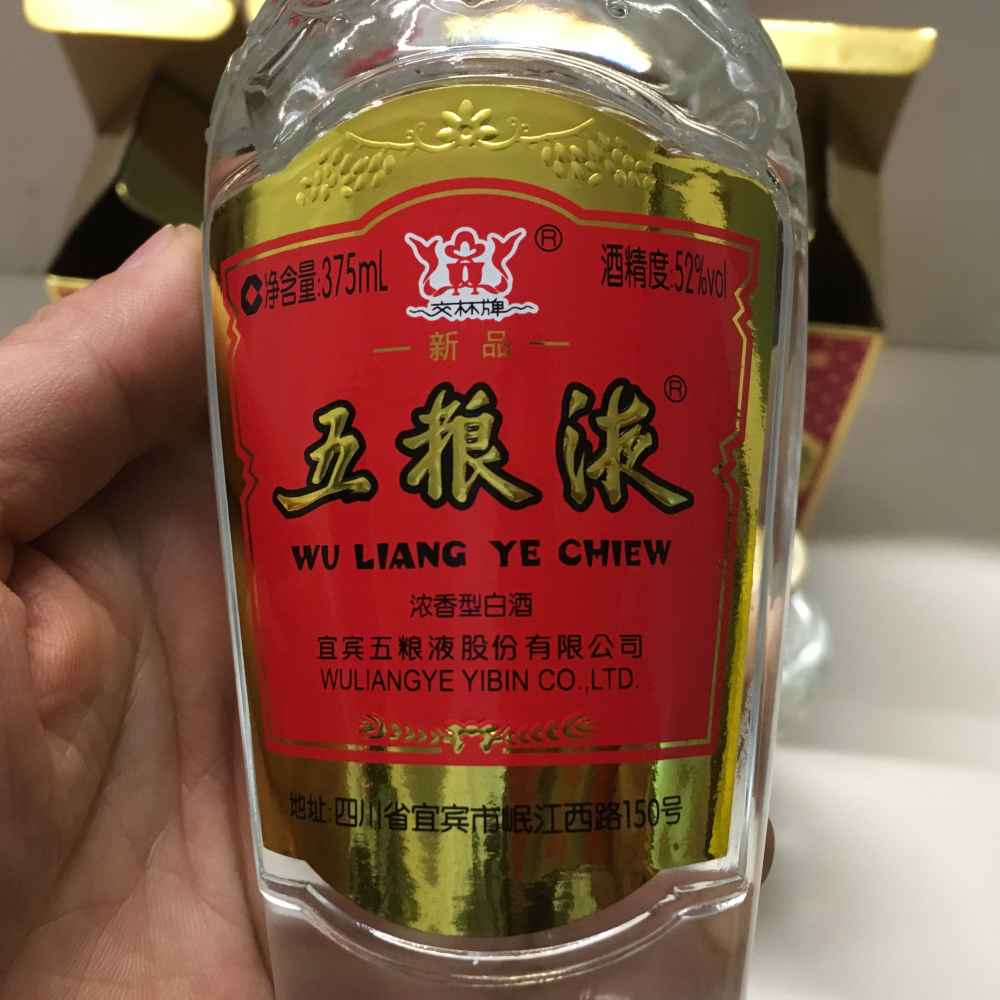 净含量:375mL
酒精度:52%vol
®
交杯牌
新品
五粮液®
WU LIANG YE CHIEW
浓香型白酒
宜宾五粮液股份有限公司
WULIANGYE YIBIN CO.,LTD.
地址:四川省宜宾市岷江西路150号